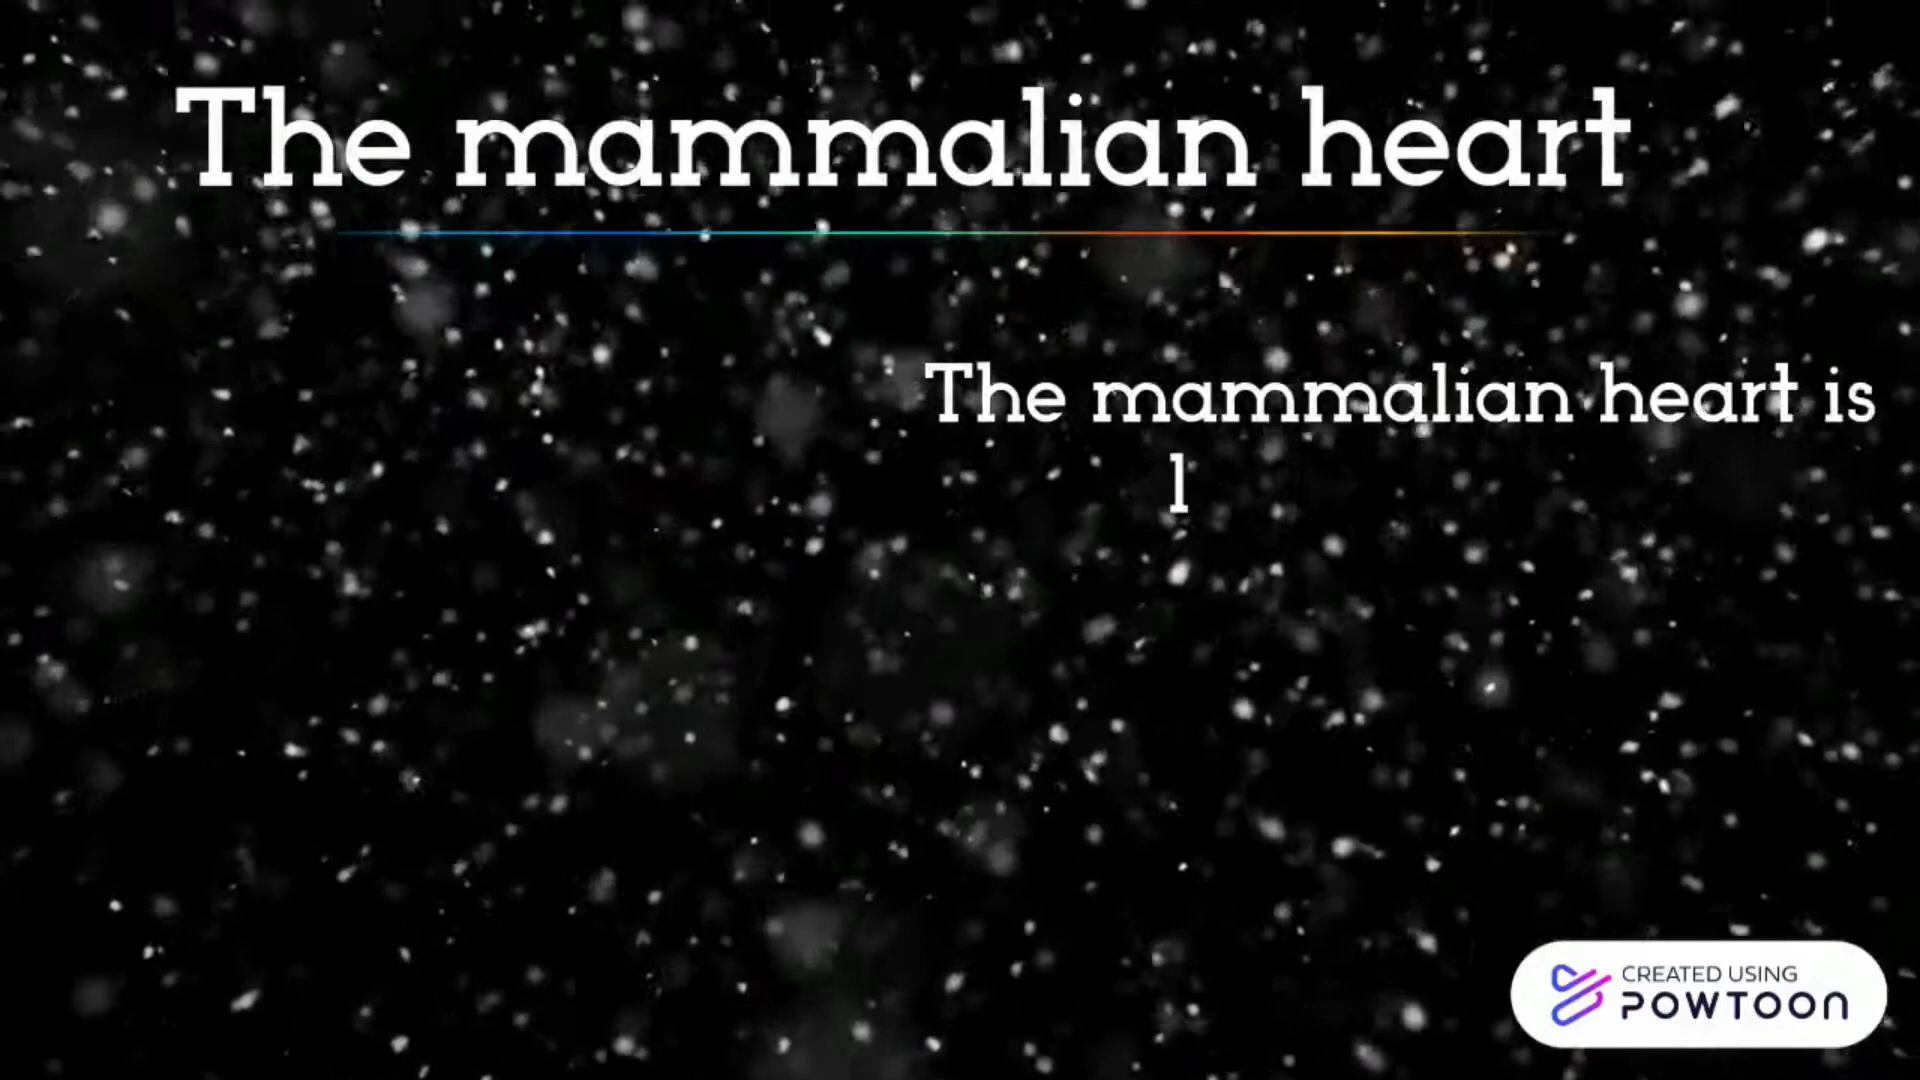 The mammalian heart
The mammalian heart is
l
CREATED USING
POWTOON